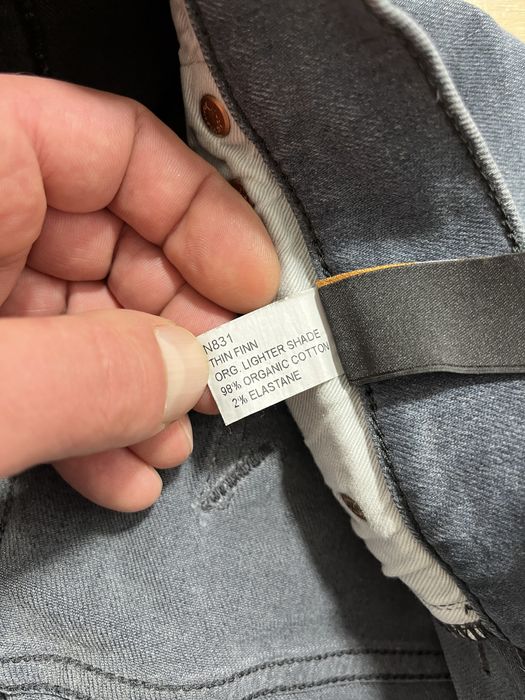 N831
THIN FINN
ORG. LIGHTER SHADE
98% ORGANIC COTTON
2% ELASTANE